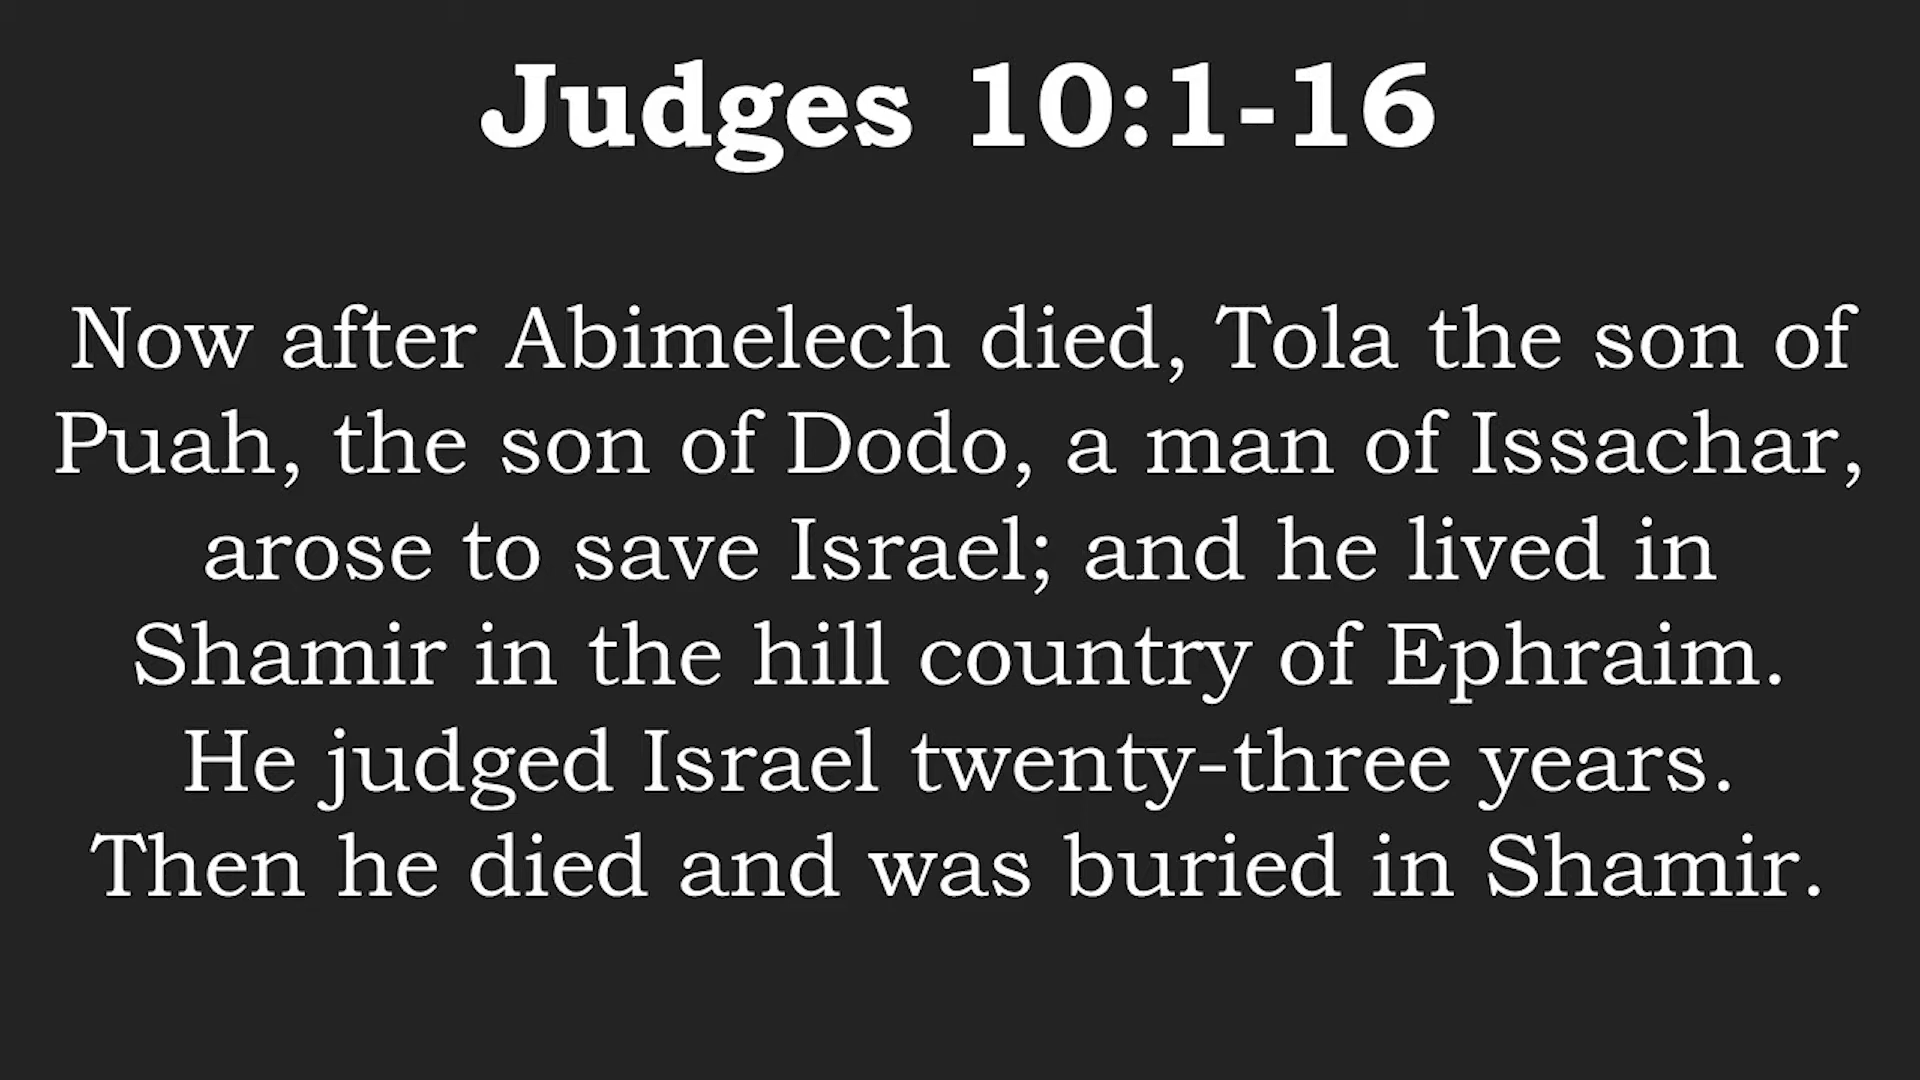 Judges 10:1-16
Now after Abimelech died, Tola the son of
Puah, the son of Dodo, a man of Issachar,
arose to save Israel; and he lived in
Shamir in the hill country of Ephraim.
He judged Israel twenty-three years.
Then he died and was buried in Shamir.